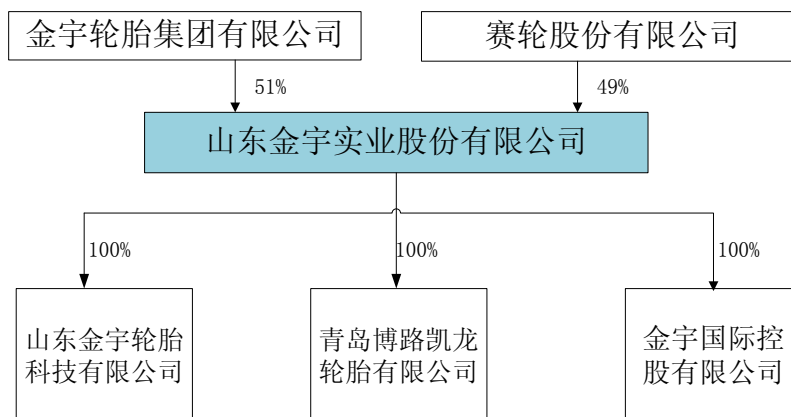 金宇轮胎集团有限公司
赛轮股份有限公司
51%
49%
山东金宇实业股份有限公司
100%
100%
100%
山东金宇轮胎
科技有限公司
青岛博路凯龙
轮胎有限公司
金宇国际控
股有限公司